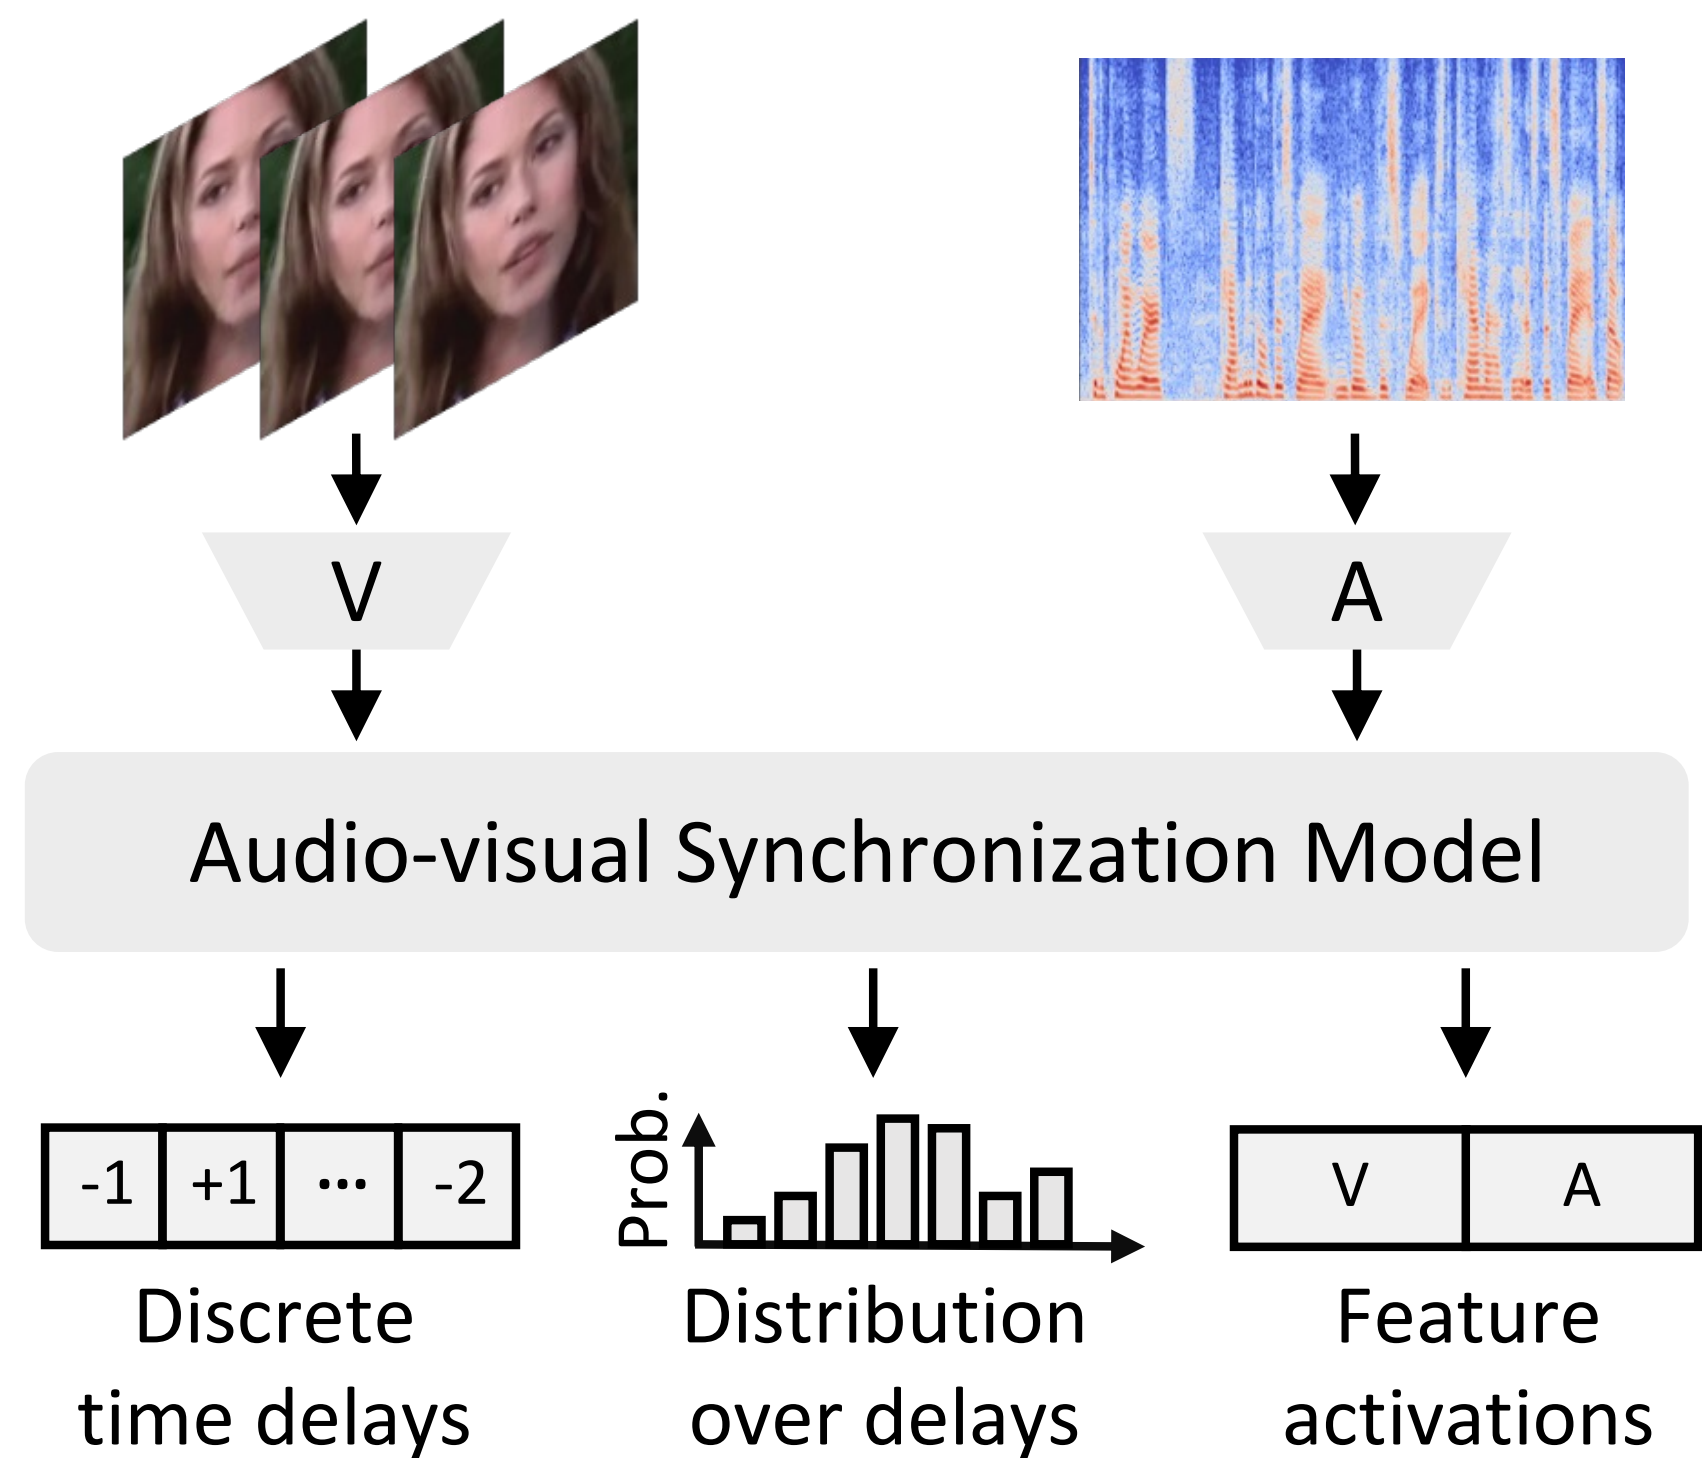 V
A
Audio-visual Synchronization Model
-1 +1 ... -2
Prob.
V A
Discrete
time delays
Distribution
over delays
Feature
activations